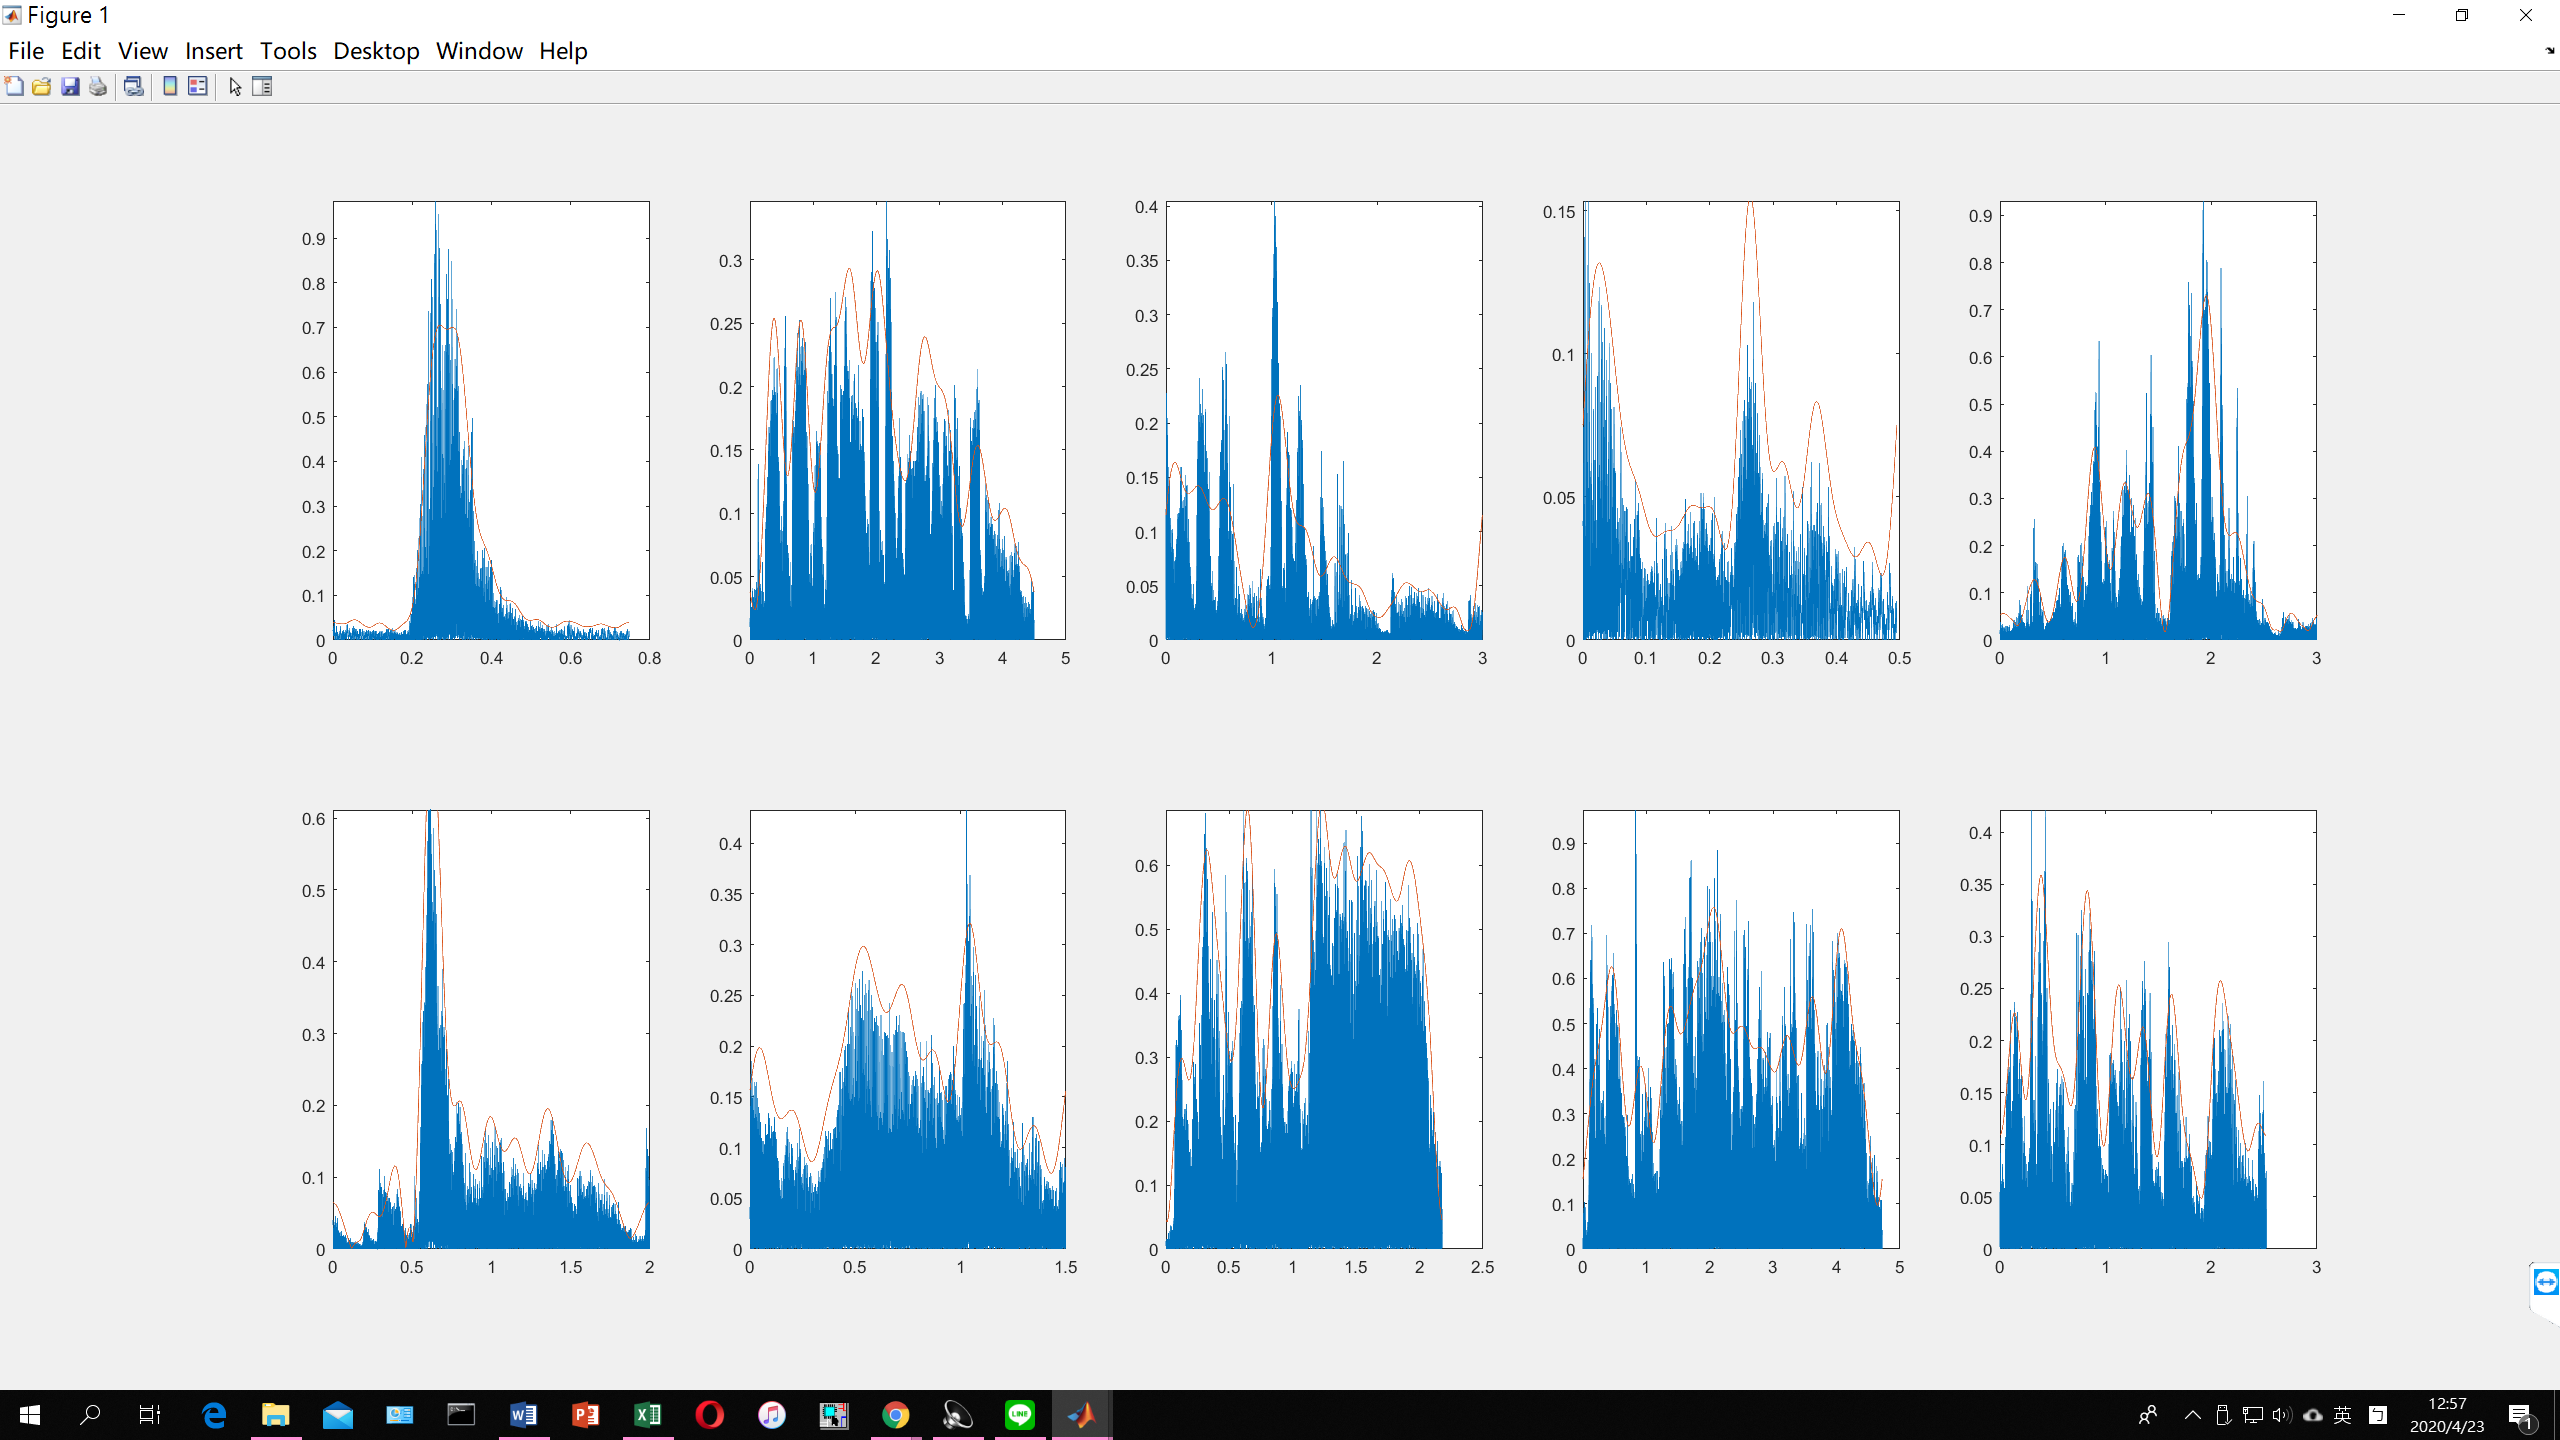 Figure 1
File Edit View Insert Tools Desktop Window Help
0.9 0.8 0.7 0.6 0.5 0.4 0.3 0.2 0.1 0
0 0.2 0.4 0.6 0.8
0.3 0.25 0.2 0.15 0.1 0.05 0
0 1 2 3 4 5
0.4 0.35 0.3 0.25 0.2 0.15 0.1 0.05 0
0 1 2 3
0.15 0.1 0.05 0
0 0.1 0.2 0.3 0.4 0.5
0.9 0.8 0.7 0.6 0.5 0.4 0.3 0.2 0.1 0
0 1 2 3
0.6 0.5 0.4 0.3 0.2 0.1 0
0 0.5 1 1.5 2
0.4 0.35 0.3 0.25 0.2 0.15 0.1 0.05 0
0 0.5 1 1.5
0.6 0.5 0.4 0.3 0.2 0.1 0
0 0.5 1 1.5 2 2.5
0.9 0.8 0.7 0.6 0.5 0.4 0.3 0.2 0.1 0
0 1 2 3 4 5
0.4 0.35 0.3 0.25 0.2 0.15 0.1 0.05 0
0 1 2 3
英 ㄅ
12:57
2020/4/23
1